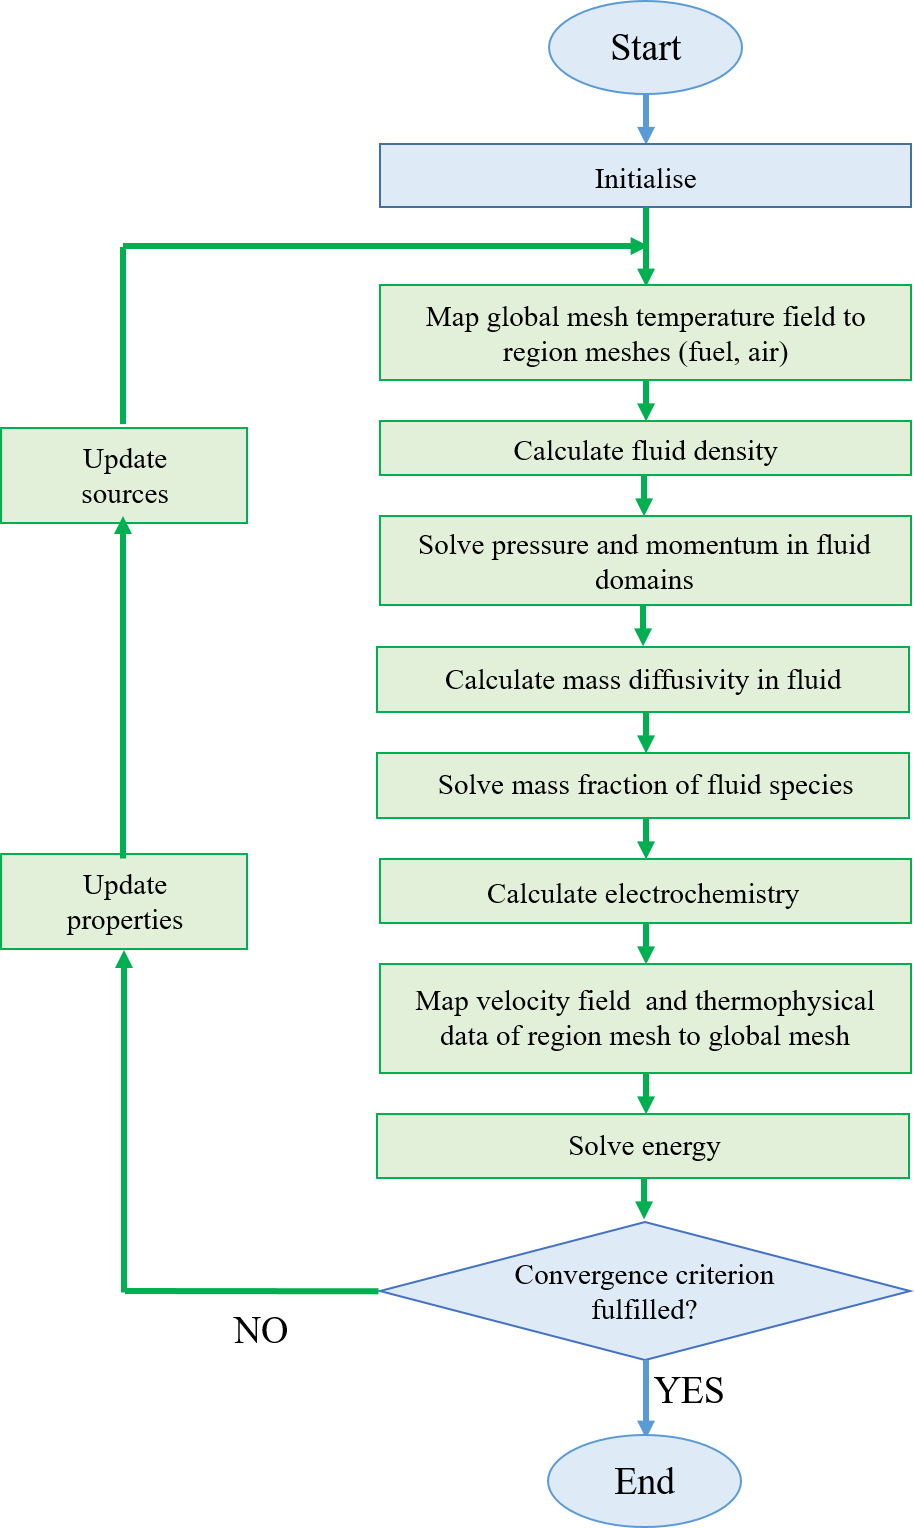 Start
Initialise
Map global mesh temperature field to
region meshes (fuel, air)
Calculate fluid density
Solve pressure and momentum in fluid
domains
Calculate mass diffusivity in fluid
Solve mass fraction of fluid species
Calculate electrochemistry
Map velocity field  and thermophysical
data of region mesh to global mesh
Solve energy
Convergence criterion
fulfilled?
NO
Update
properties
Update
sources
YES
End